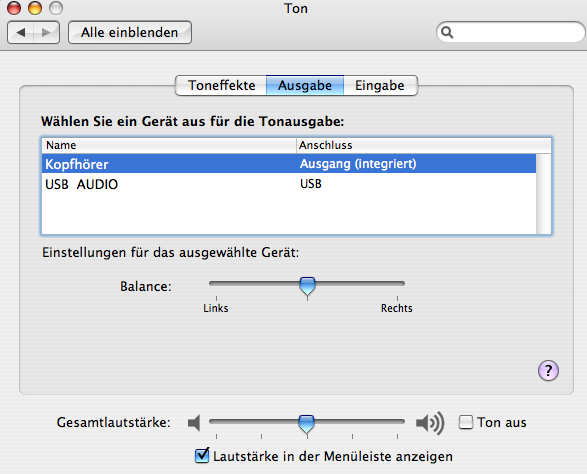 Ton
Alle einblenden
Toneffekte Ausgabe Eingabe
Wählen Sie ein Gerät aus für die Tonausgabe:
Name Anschluss
Kopfhörer Ausgang (Integriert)
USB AUDIO USB
Einstellungen für das ausgewählte Gerät:
Balance:
Links Rechts
?
Gesamtlautstärke: Ton aus
Lautstärke in der Menüleiste anzeigen